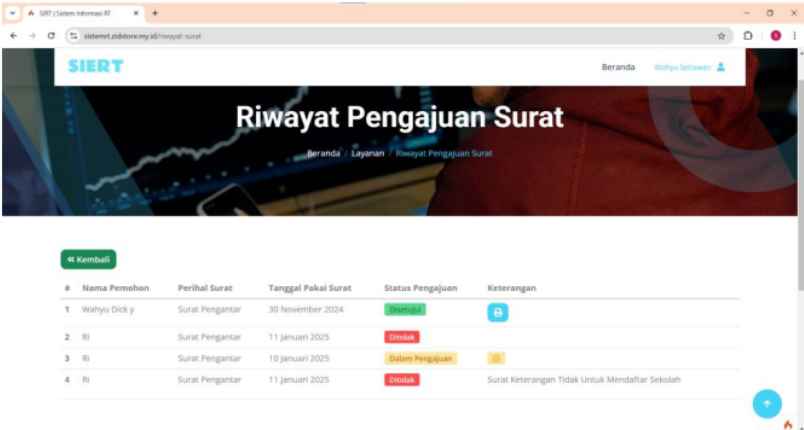 SIRT | Sistem Informasi RT
sistemrt.zidstore.my.id/riwayat-surat
SIERT
Beranda
Wahyu Setiawan
Riwayat Pengajuan Surat
Beranda / Layanan / Riwayat Pengajuan Surat
Kembali
# Nama Pemohon Perihal Surat Tanggal Pakai Surat Status Pengajuan Keterangan
1 Wahyu Dick y Surat Pengantar 30 November 2024 Disetujui
2 Ri Surat Pengantar 11 Januari 2025 Ditolak
3 Ri Surat Pengantar 10 Januari 2025 Dalam Pengajuan
4 Ri Surat Pengantar 11 Januari 2025 Ditolak Surat Keterangan Tidak Untuk Mendaftar Sekolah